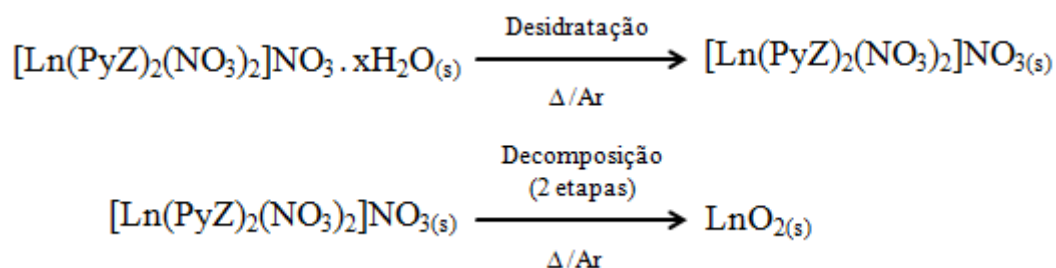 Desidratação
[Ln(PyZ)₂(NO₃)₂]NO₃.xH₂O₍s₎ → [Ln(PyZ)₂(NO₃)₂]NO₃₍s₎
Δ/Ar
Decomposição
(2 etapas)
[Ln(PyZ)₂(NO₃)₂]NO₃₍s₎ → LnO₂₍s₎
Δ/Ar